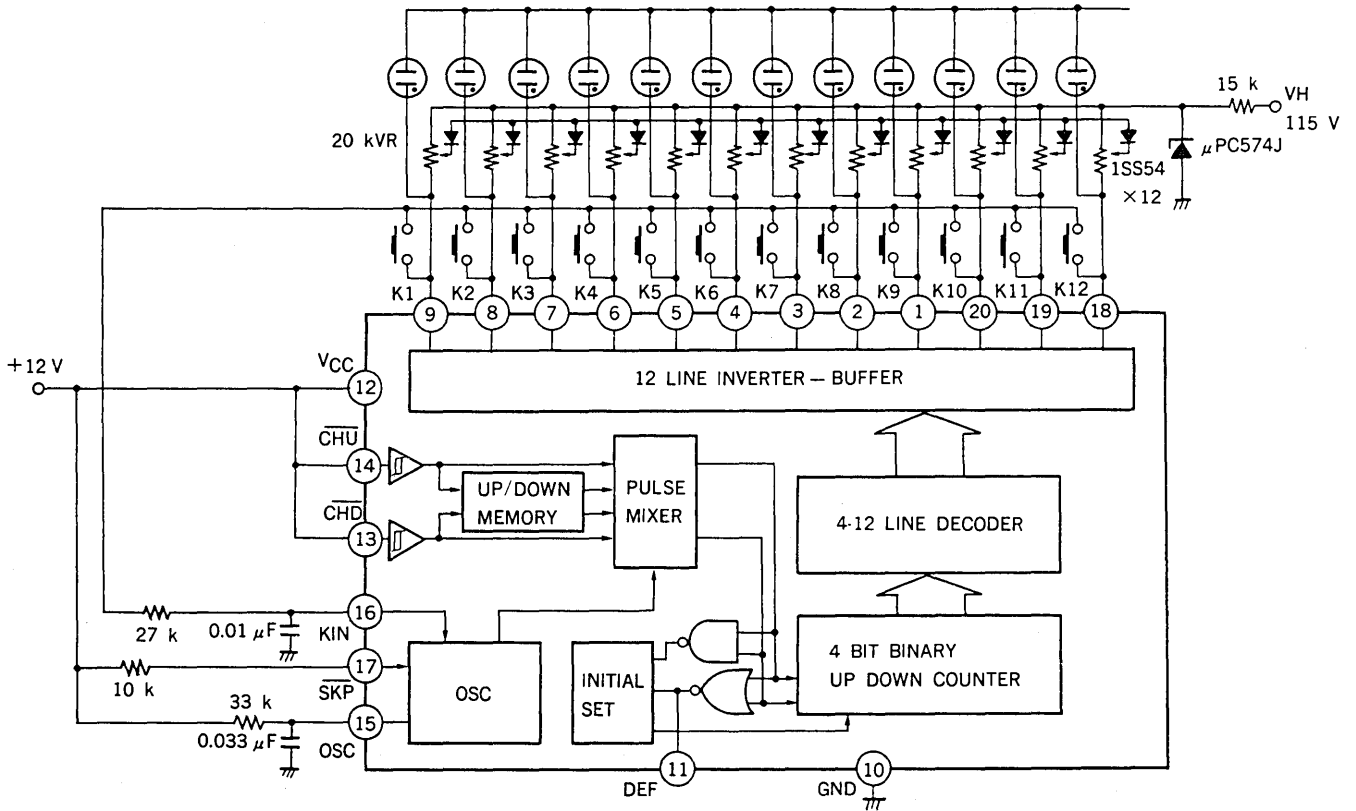 15 k
VH
115 V
20 kVR
μPC574J
1SS54
×12
K1 K2 K3 K4 K5 K6 K7 K8 K9 K10 K11 K12
9 8 7 6 5 4 3 2 1 20 19 18
+12 V
VCC
12
12 LINE INVERTER – BUFFER
CHU
14
UP/DOWN
MEMORY
PULSE
MIXER
4-12 LINE DECODER
CHD
13
16
27 k
0.01 μF
KIN
17
10 k
SKP
33 k
0.033 μF
15
OSC
OSC
INITIAL
SET
4 BIT BINARY
UP DOWN COUNTER
DEF
11
GND
10